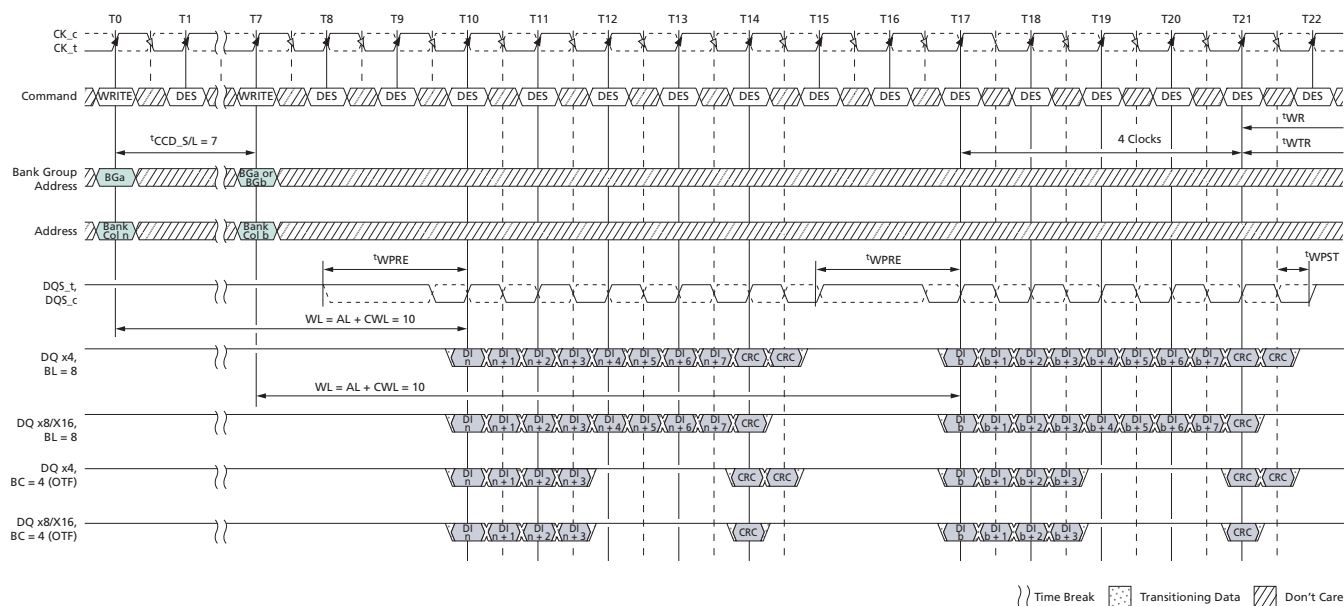 T0 T1 T7 T8 T9 T10 T11 T12 T13 T14 T15 T16 T17 T18 T19 T20 T21 T22
CK_c
CK_t
Command WRITE DES WRITE DES DES DES DES DES DES DES DES DES DES DES DES DES DES DES
tWR
tCCD_S/L = 7
4 Clocks
tWTR
Bank Group
Address
BGa
BGa or
BGb
Address
Bank
Col n
Bank
Col b
tWPRE tWPRE tWPST
DQS_t,
DQS_c
WL = AL + CWL = 10
DQ x4,
BL = 8
DI n DI n + 1 DI n + 2 DI n + 3 DI n + 4 DI n + 5 DI n + 6 DI n + 7 CRC CRC DI b DI b + 1 DI b + 2 DI b + 3 DI b + 4 DI b + 5 DI b + 6 DI b + 7 CRC CRC
WL = AL + CWL = 10
DQ x8/X16,
BL = 8
DI n DI n + 1 DI n + 2 DI n + 3 DI n + 4 DI n + 5 DI n + 6 DI n + 7 CRC DI b DI b + 1 DI b + 2 DI b + 3 DI b + 4 DI b + 5 DI b + 6 DI b + 7 CRC
DQ x4,
BC = 4 (OTF)
DI n DI n + 1 DI n + 2 DI n + 3 CRC CRC DI b DI b + 1 DI b + 2 DI b + 3 CRC CRC
DQ x8/X16,
BC = 4 (OTF)
DI n DI n + 1 DI n + 2 DI n + 3 CRC DI b DI b + 1 DI b + 2 DI b + 3 CRC
Time Break Transitioning Data Don't Care